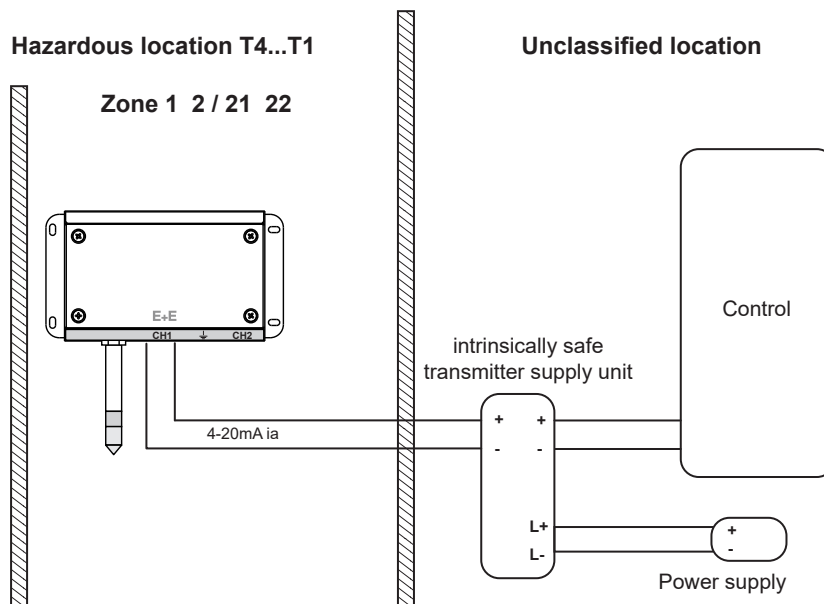 Hazardous location T4...T1
Unclassified location
Zone 1 2 / 21 22
E+E
CH1
CH2
Control
intrinsically safe
transmitter supply unit
4-20mA ia
+ +
- -
L+
L-
+
-
Power supply